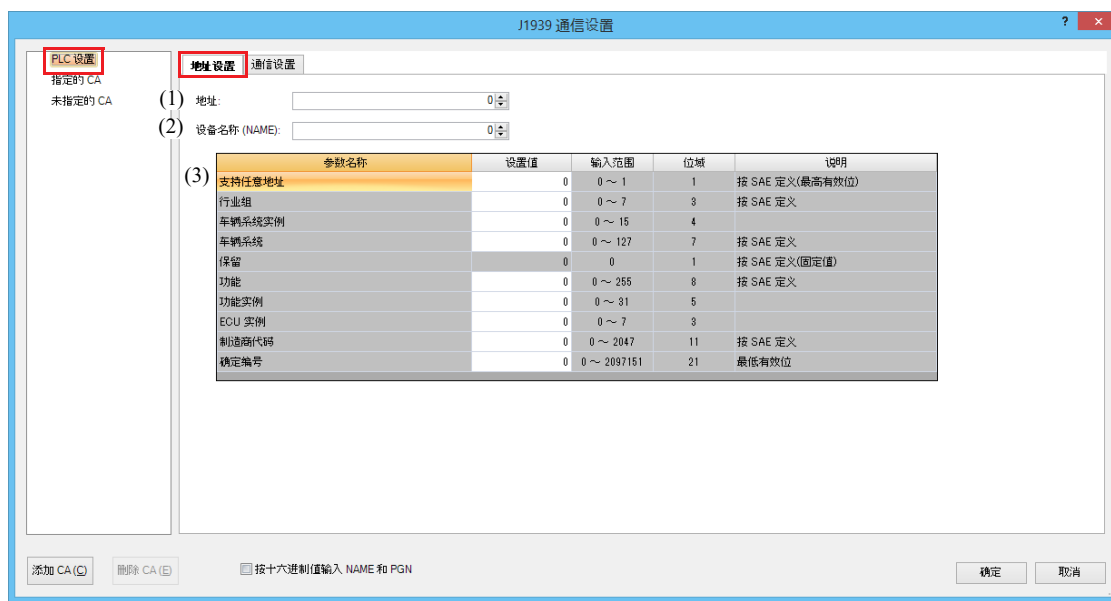 J1939 通信设置
?
×
PLC 设置
指定的 CA
未指定的 CA
地址设置 通信设置
(1) 地址: 0
(2) 设备名称 (NAME): 0
(3)
参数名称 设置值 输入范围 位域 说明
支持任意地址 0 0 ~ 1 1 按 SAE 定义(最高有效位)
行业组 0 0 ~ 7 3 按 SAE 定义
车辆系统实例 0 0 ~ 15 4
车辆系统 0 0 ~ 127 7 按 SAE 定义
保留 0 0 1 按 SAE 定义(固定值)
功能 0 0 ~ 255 8 按 SAE 定义
功能实例 0 0 ~ 31 5
ECU 实例 0 0 ~ 7 3
制造商代码 0 0 ~ 2047 11 按 SAE 定义
确定编号 0 0 ~ 2097151 21 最低有效位
添加 CA(C) 删除 CA(E) 按十六进制值输入 NAME 和 PGN 确定 取消